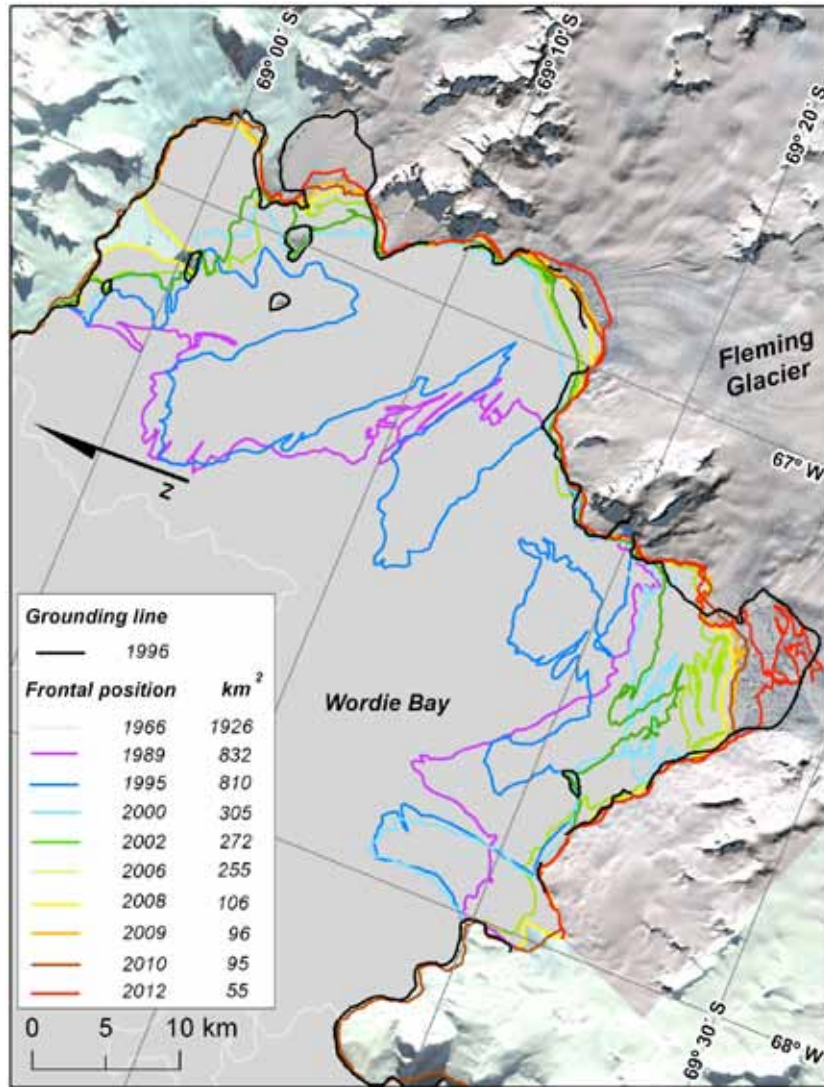 69° 00´ S
69° 10´ S
69° 20´ S
Fleming
Glacier
67° W
N
Wordie Bay
Grounding line
1996
Frontal position km²
1966 1926
1989 832
1995 810
2000 305
2002 272
2006 255
2008 106
2009 96
2010 95
2012 55
0 5 10 km
69° 30´ S
68° W